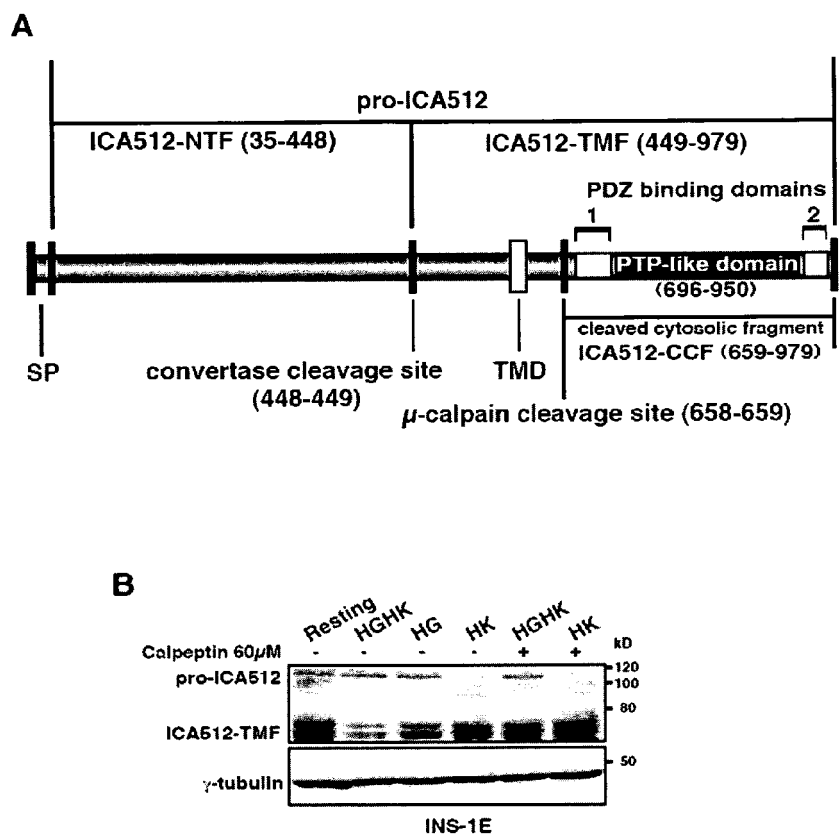 A
pro-ICA512
ICA512-NTF (35-448) ICA512-TMF (449-979)
PDZ binding domains
1 2
PTP-like domain
(696-950)
cleaved cytosolic fragment
ICA512-CCF (659-979)
SP convertase cleavage site TMD
(448-449)
μ-calpain cleavage site (658-659)
B
Resting HGHK HG HK HGHK HK
kD
Calpeptin 60μM - - - - + +
pro-ICA512 120
100
80
ICA512-TMF
50
γ-tubulin
INS-1E